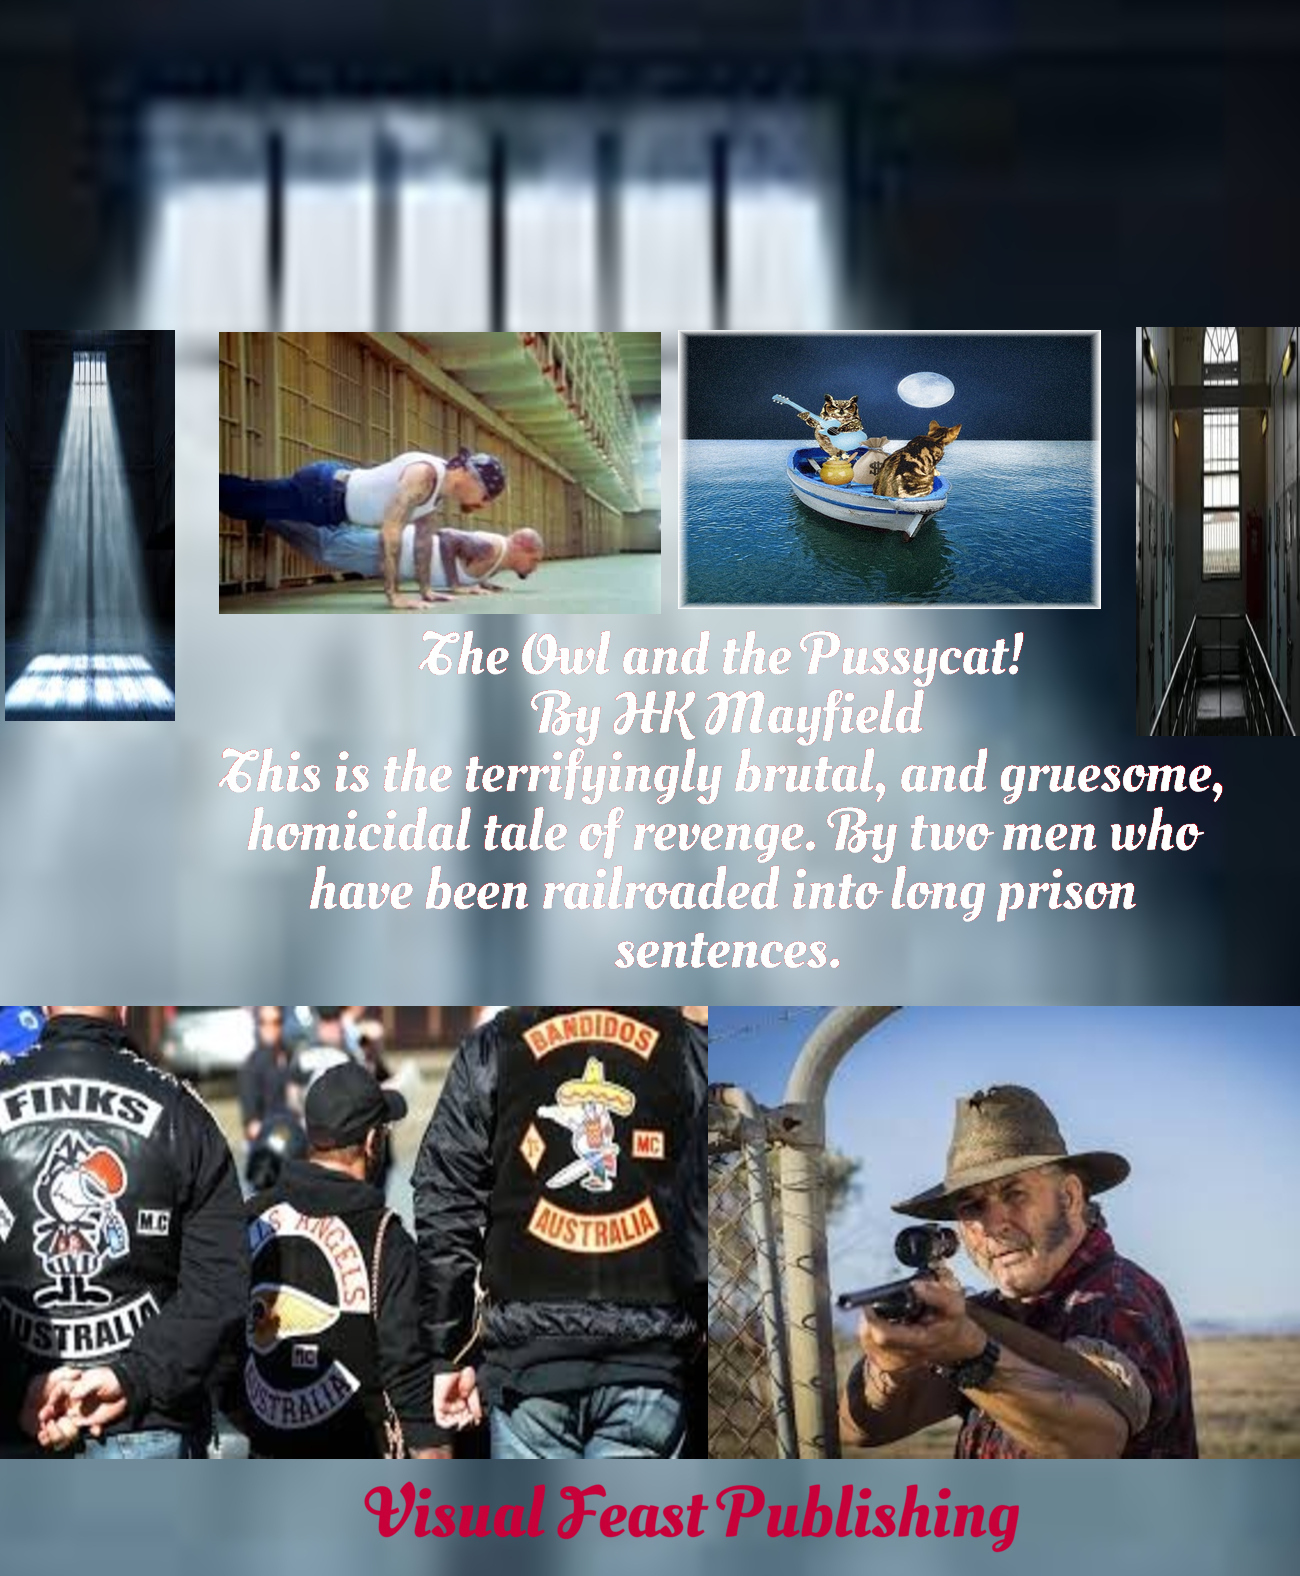 $
The Owl and the Pussycat!
By HK Mayfield
This is the terrifyingly brutal, and gruesome,
homicidal tale of revenge. By two men who
have been railroaded into long prison
sentences.
FINKS
M.C
AUSTRALIA
ANGELS
MC
AUSTRALIA
BANDIDOS
MC
AUSTRALIA
Visual Feast Publishing